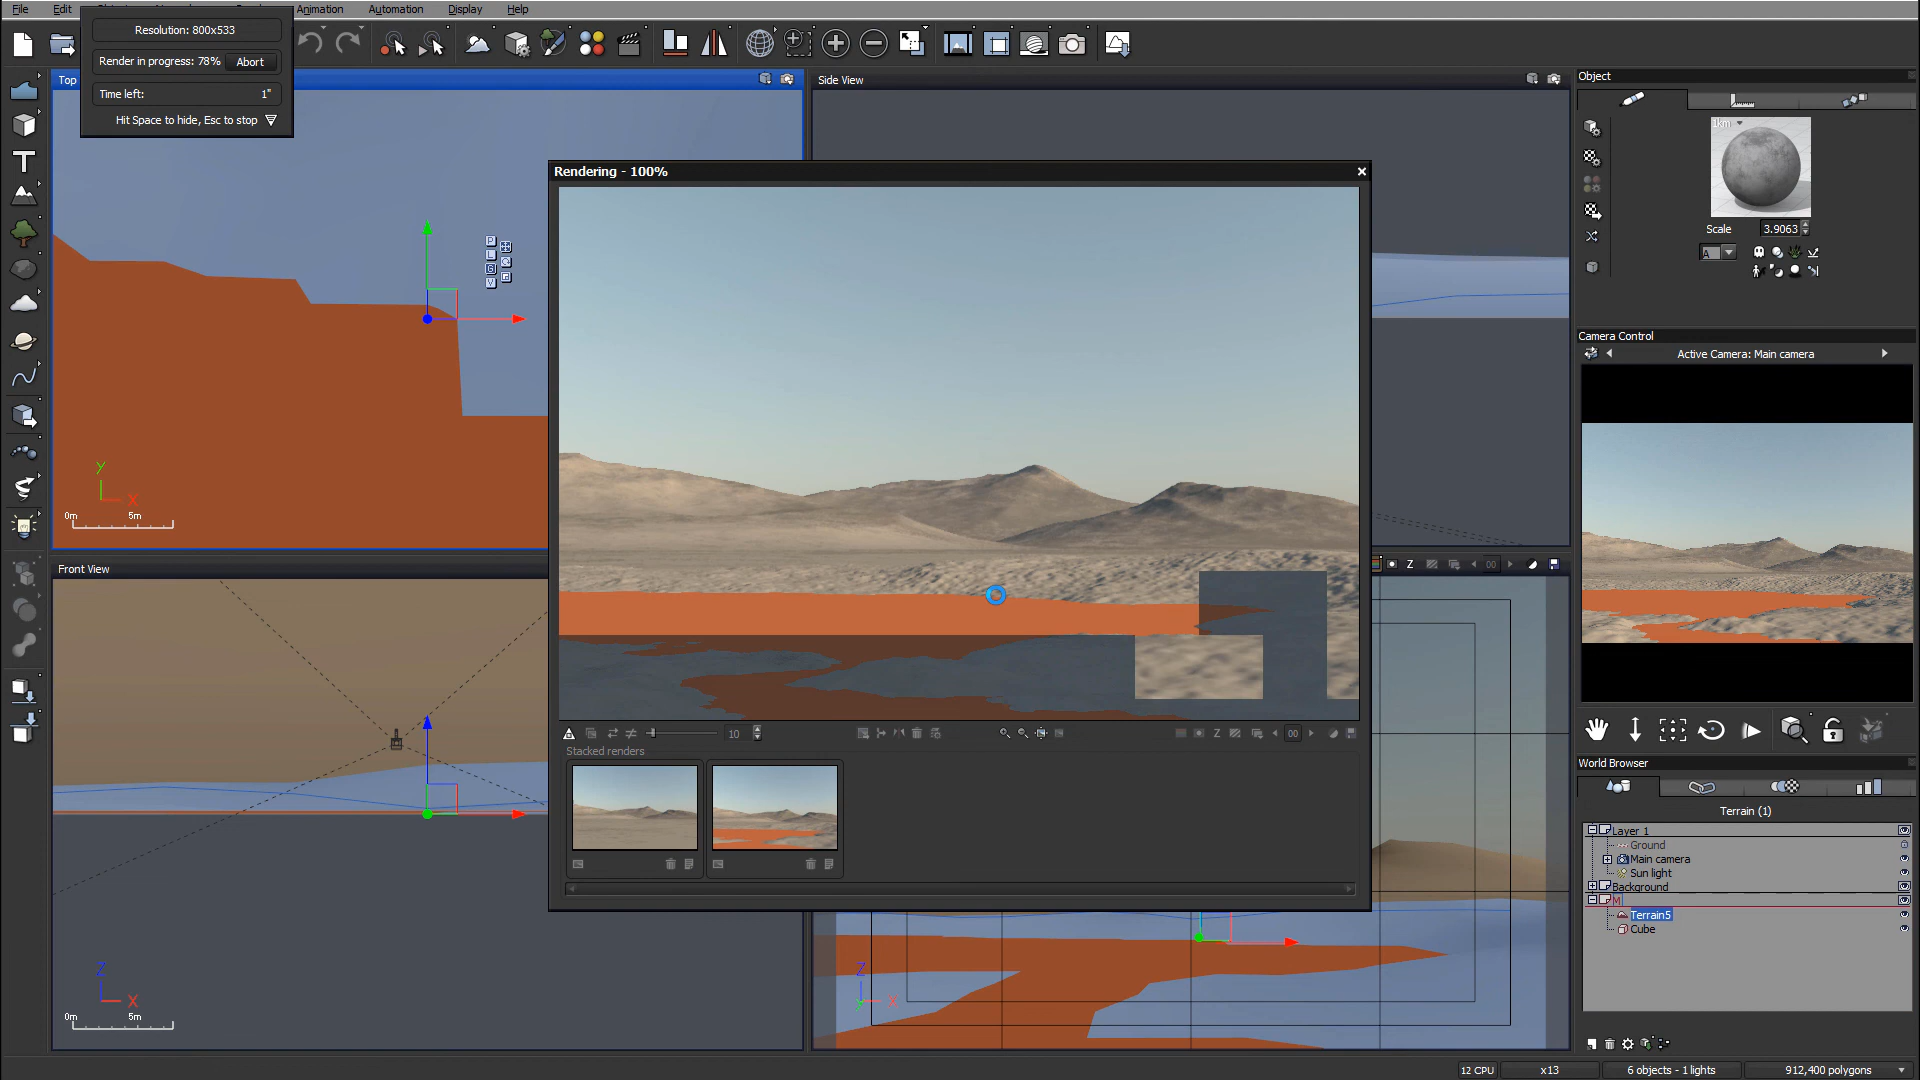 File Edit Animation Automation Display Help
Resolution: 800x533
Render in progress: 78% Abort
Time left: 1"
Hit Space to hide, Esc to stop
Top
Side View
Object
1km
Scale 3.9063
A
Rendering - 100%
P
L
G
V
Y
X
0m 5m
Camera Control
Active Camera: Main camera
Front View
Z 00
Z
X
0m 5m
10
Z 00
Stacked renders
Z
Y X
World Browser
Terrain (1)
Layer 1
Ground
Main camera
Sun light
Background
M
Terrain5
Cube
12 CPU x13 6 objects - 1 lights 912,400 polygons